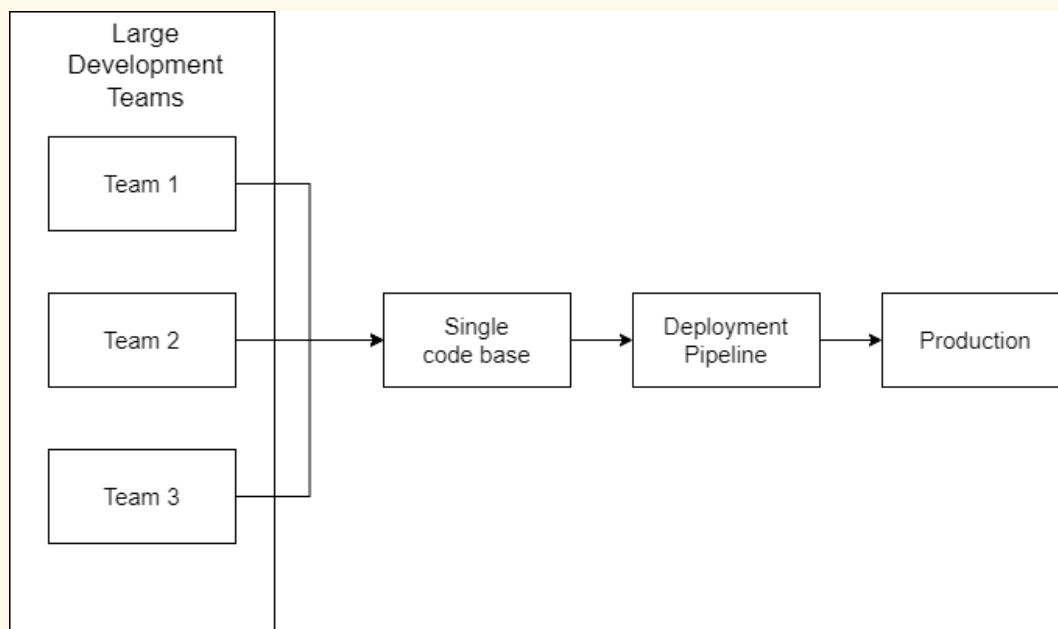 Large
Development
Teams
Team 1
Team 2
Team 3
Single
code base
Deployment
Pipeline
Production